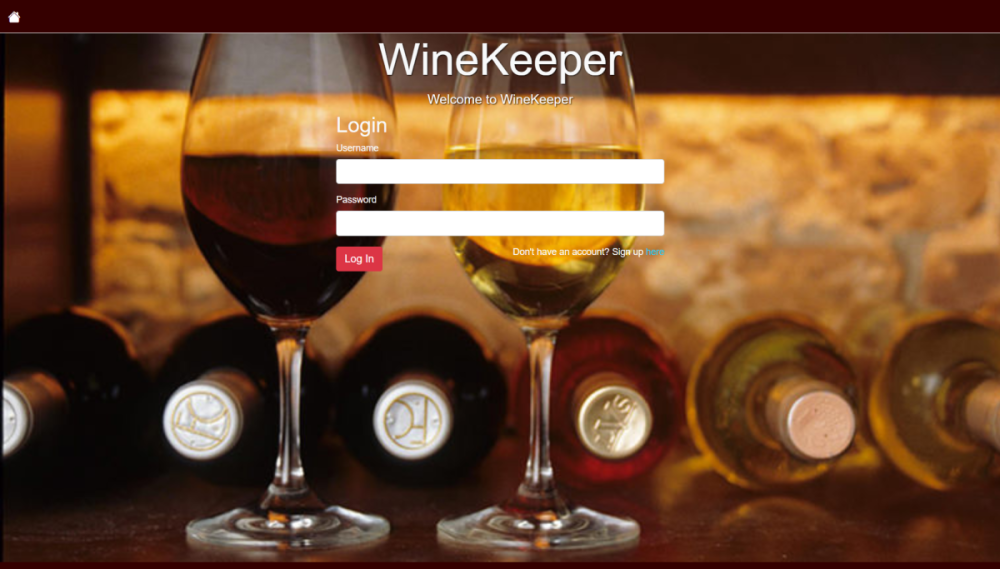 WineKeeper
Welcome to WineKeeper
Login
Username
Password
Log In
Don't have an account? Sign up here